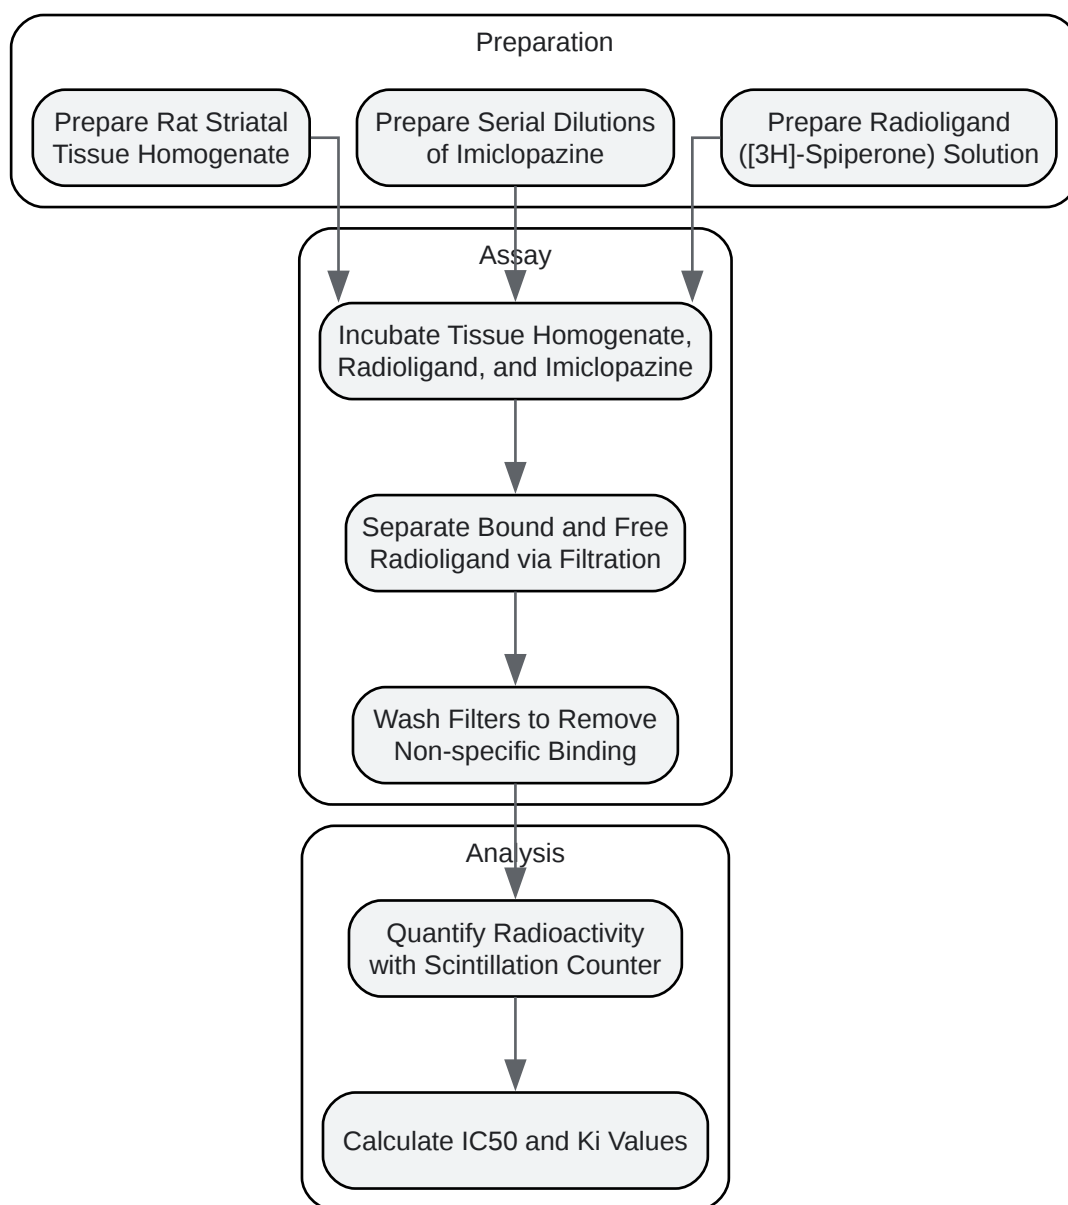 Preparation
Prepare Rat Striatal
Tissue Homogenate
Prepare Serial Dilutions
of Imiclopazine
Prepare Radioligand
([3H]-Spiperone) Solution
Assay
Incubate Tissue Homogenate,
Radioligand, and Imiclopazine
Separate Bound and Free
Radioligand via Filtration
Wash Filters to Remove
Non-specific Binding
Analysis
Quantify Radioactivity
with Scintillation Counter
Calculate IC50 and Ki Values